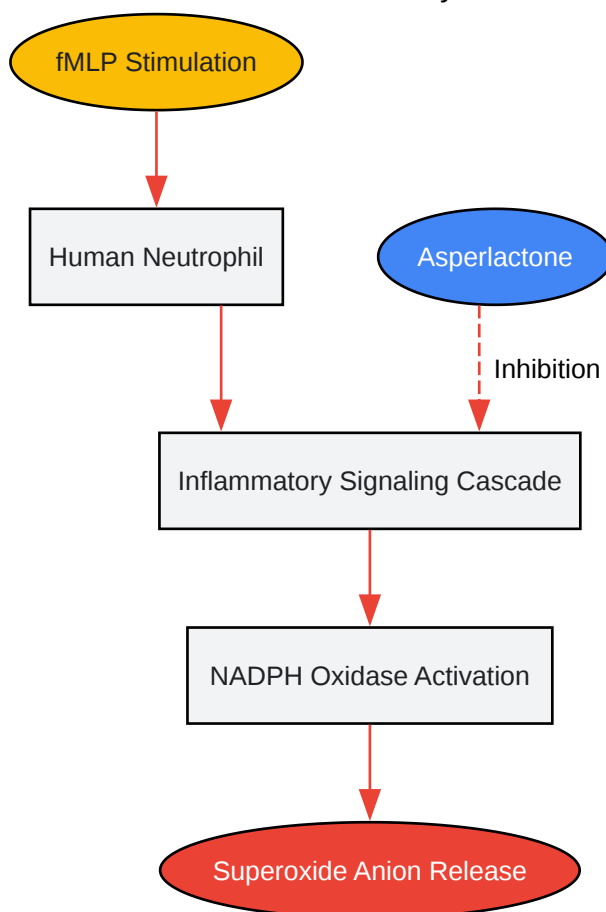 fMLP Stimulation
Human Neutrophil
Asperlactone
Inhibition
Inflammatory Signaling Cascade
NADPH Oxidase Activation
Superoxide Anion Release